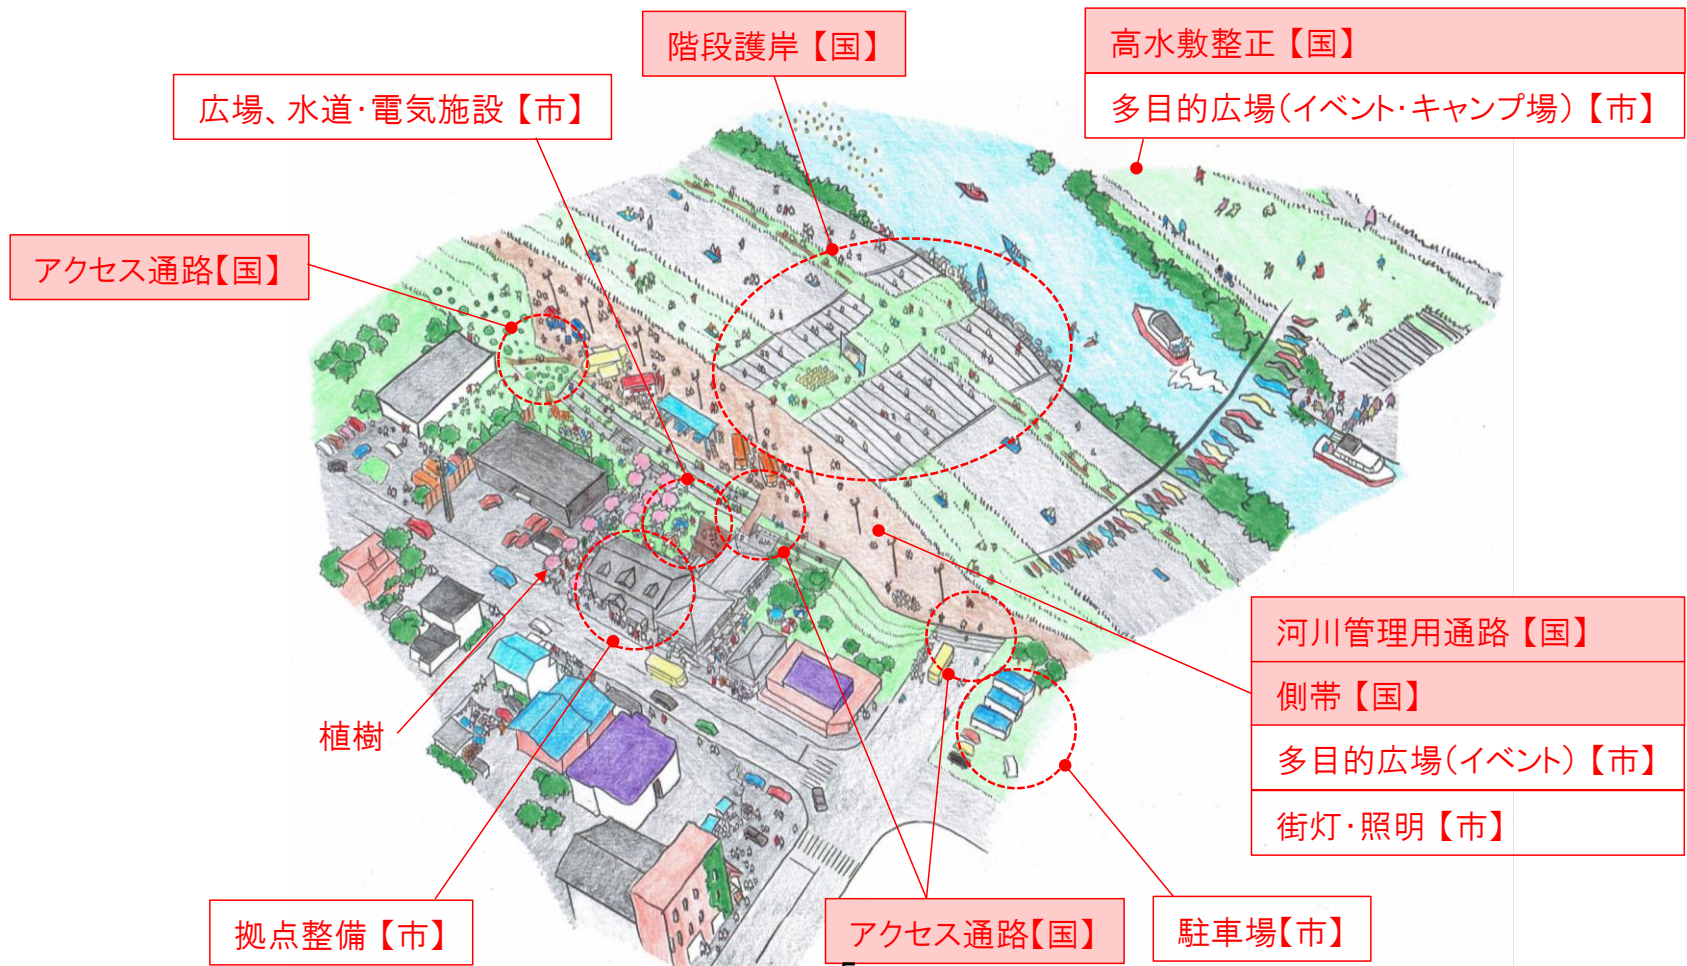 階段護岸【国】
高水敷整正【国】
多目的広場(イベント・キャンプ場)【市】
広場、水道・電気施設【市】
アクセス通路【国】
河川管理用通路【国】
側帯【国】
多目的広場(イベント)【市】
街灯・照明【市】
植樹
拠点整備【市】
アクセス通路【国】
駐車場【市】